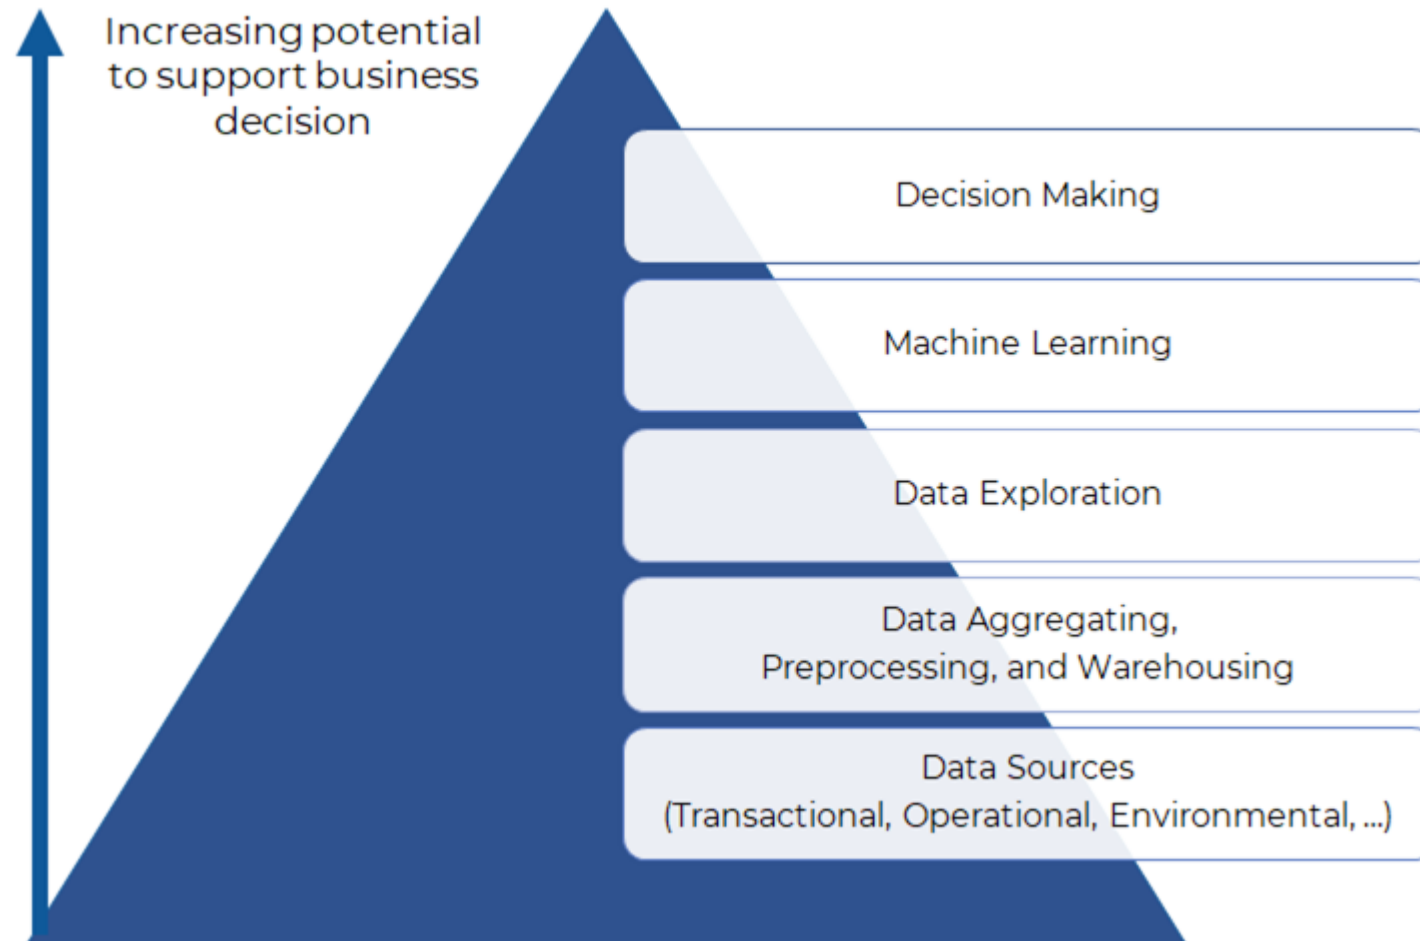 Increasing potential
to support business
decision
Decision Making
Machine Learning
Data Exploration
Data Aggregating,
Preprocessing, and Warehousing
Data Sources
(Transactional, Operational, Environmental, ...)